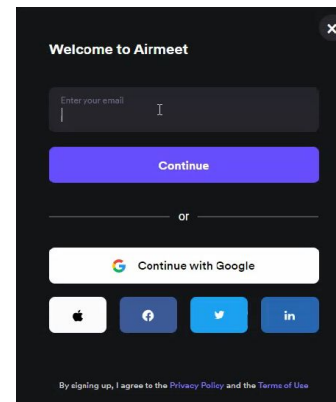 Welcome to Airmeet
Enter your email
Continue
or
Continue with Google
in
By signing up, I agree to the Privacy Policy and the Terms of Use